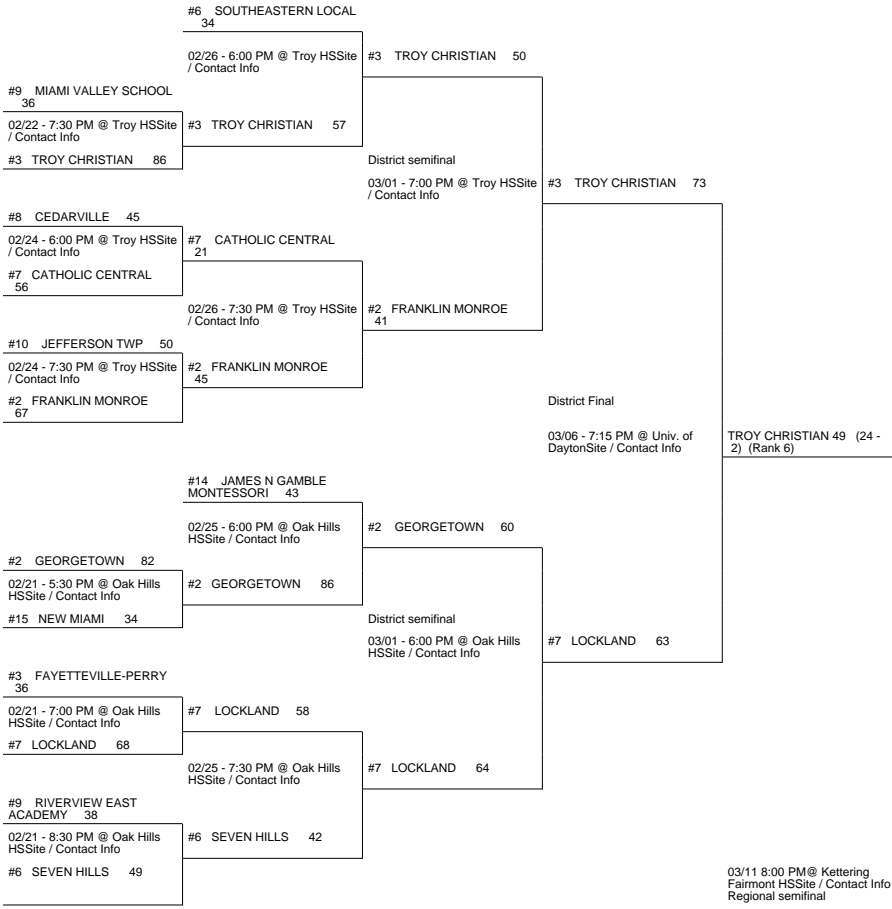 #6 SOUTHEASTERN LOCAL
34
02/26 - 6:00 PM @ Troy HSSite
/ Contact Info
#3 TROY CHRISTIAN 50
#9 MIAMI VALLEY SCHOOL
36
02/22 - 7:30 PM @ Troy HSSite
/ Contact Info
#3 TROY CHRISTIAN 57
#3 TROY CHRISTIAN 86
District semifinal
03/01 - 7:00 PM @ Troy HSSite
/ Contact Info
#3 TROY CHRISTIAN 73
#8 CEDARVILLE 45
02/24 - 6:00 PM @ Troy HSSite
/ Contact Info
#7 CATHOLIC CENTRAL
21
#7 CATHOLIC CENTRAL
56
02/26 - 7:30 PM @ Troy HSSite
/ Contact Info
#2 FRANKLIN MONROE
41
#10 JEFFERSON TWP 50
02/24 - 7:30 PM @ Troy HSSite
/ Contact Info
#2 FRANKLIN MONROE
45
#2 FRANKLIN MONROE
67
District Final
03/06 - 7:15 PM @ Univ. of
DaytonSite / Contact Info
TROY CHRISTIAN 49 (24 -
2) (Rank 6)
#14 JAMES N GAMBLE
MONTESSORI 43
02/25 - 6:00 PM @ Oak Hills
HSSite / Contact Info
#2 GEORGETOWN 60
#2 GEORGETOWN 82
02/21 - 5:30 PM @ Oak Hills
HSSite / Contact Info
#2 GEORGETOWN 86
#15 NEW MIAMI 34
District semifinal
03/01 - 6:00 PM @ Oak Hills
HSSite / Contact Info
#7 LOCKLAND 63
#3 FAYETTEVILLE-PERRY
36
02/21 - 7:00 PM @ Oak Hills
HSSite / Contact Info
#7 LOCKLAND 58
#7 LOCKLAND 68
02/25 - 7:30 PM @ Oak Hills
HSSite / Contact Info
#7 LOCKLAND 64
#9 RIVERVIEW EAST
ACADEMY 38
02/21 - 8:30 PM @ Oak Hills
HSSite / Contact Info
#6 SEVEN HILLS 42
#6 SEVEN HILLS 49
03/11 8:00 PM@ Kettering
Fairmont HSSite / Contact Info
Regional semifinal